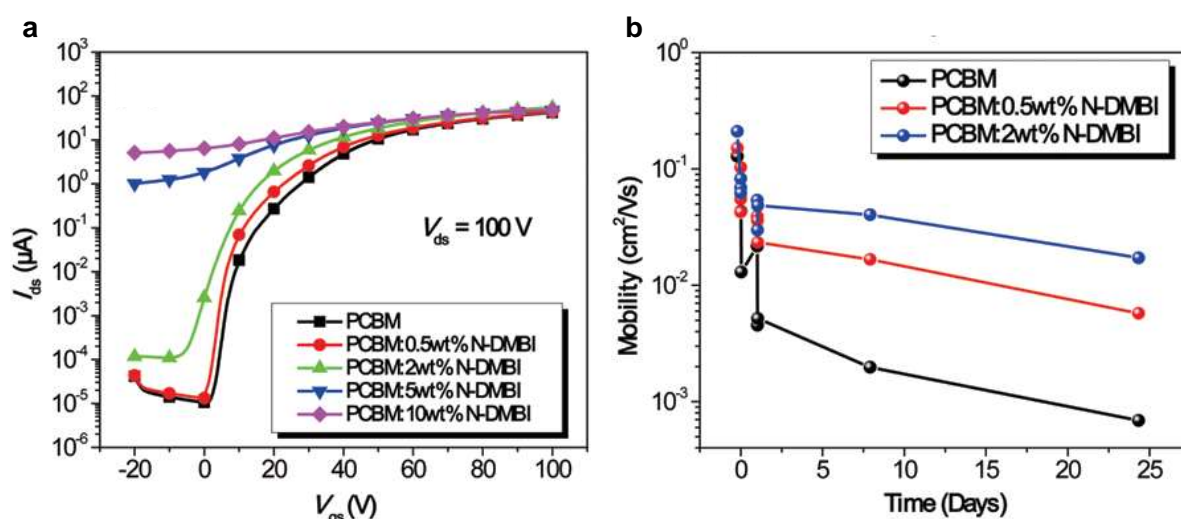 a
10³
10²
10¹
10⁰
10⁻¹
10⁻²
10⁻³
10⁻⁴
10⁻⁵
10⁻⁶
I_ds (µA)
V_ds = 100 V
PCBM
PCBM:0.5wt% N-DMBI
PCBM:2wt% N-DMBI
PCBM:5wt% N-DMBI
PCBM:10wt% N-DMBI
-20 0 20 40 60 80 100
V_gs (V)
b
10⁰
10⁻¹
10⁻²
10⁻³
Mobility (cm²/Vs)
PCBM
PCBM:0.5wt% N-DMBI
PCBM:2wt% N-DMBI
0 5 10 15 20 25
Time (Days)